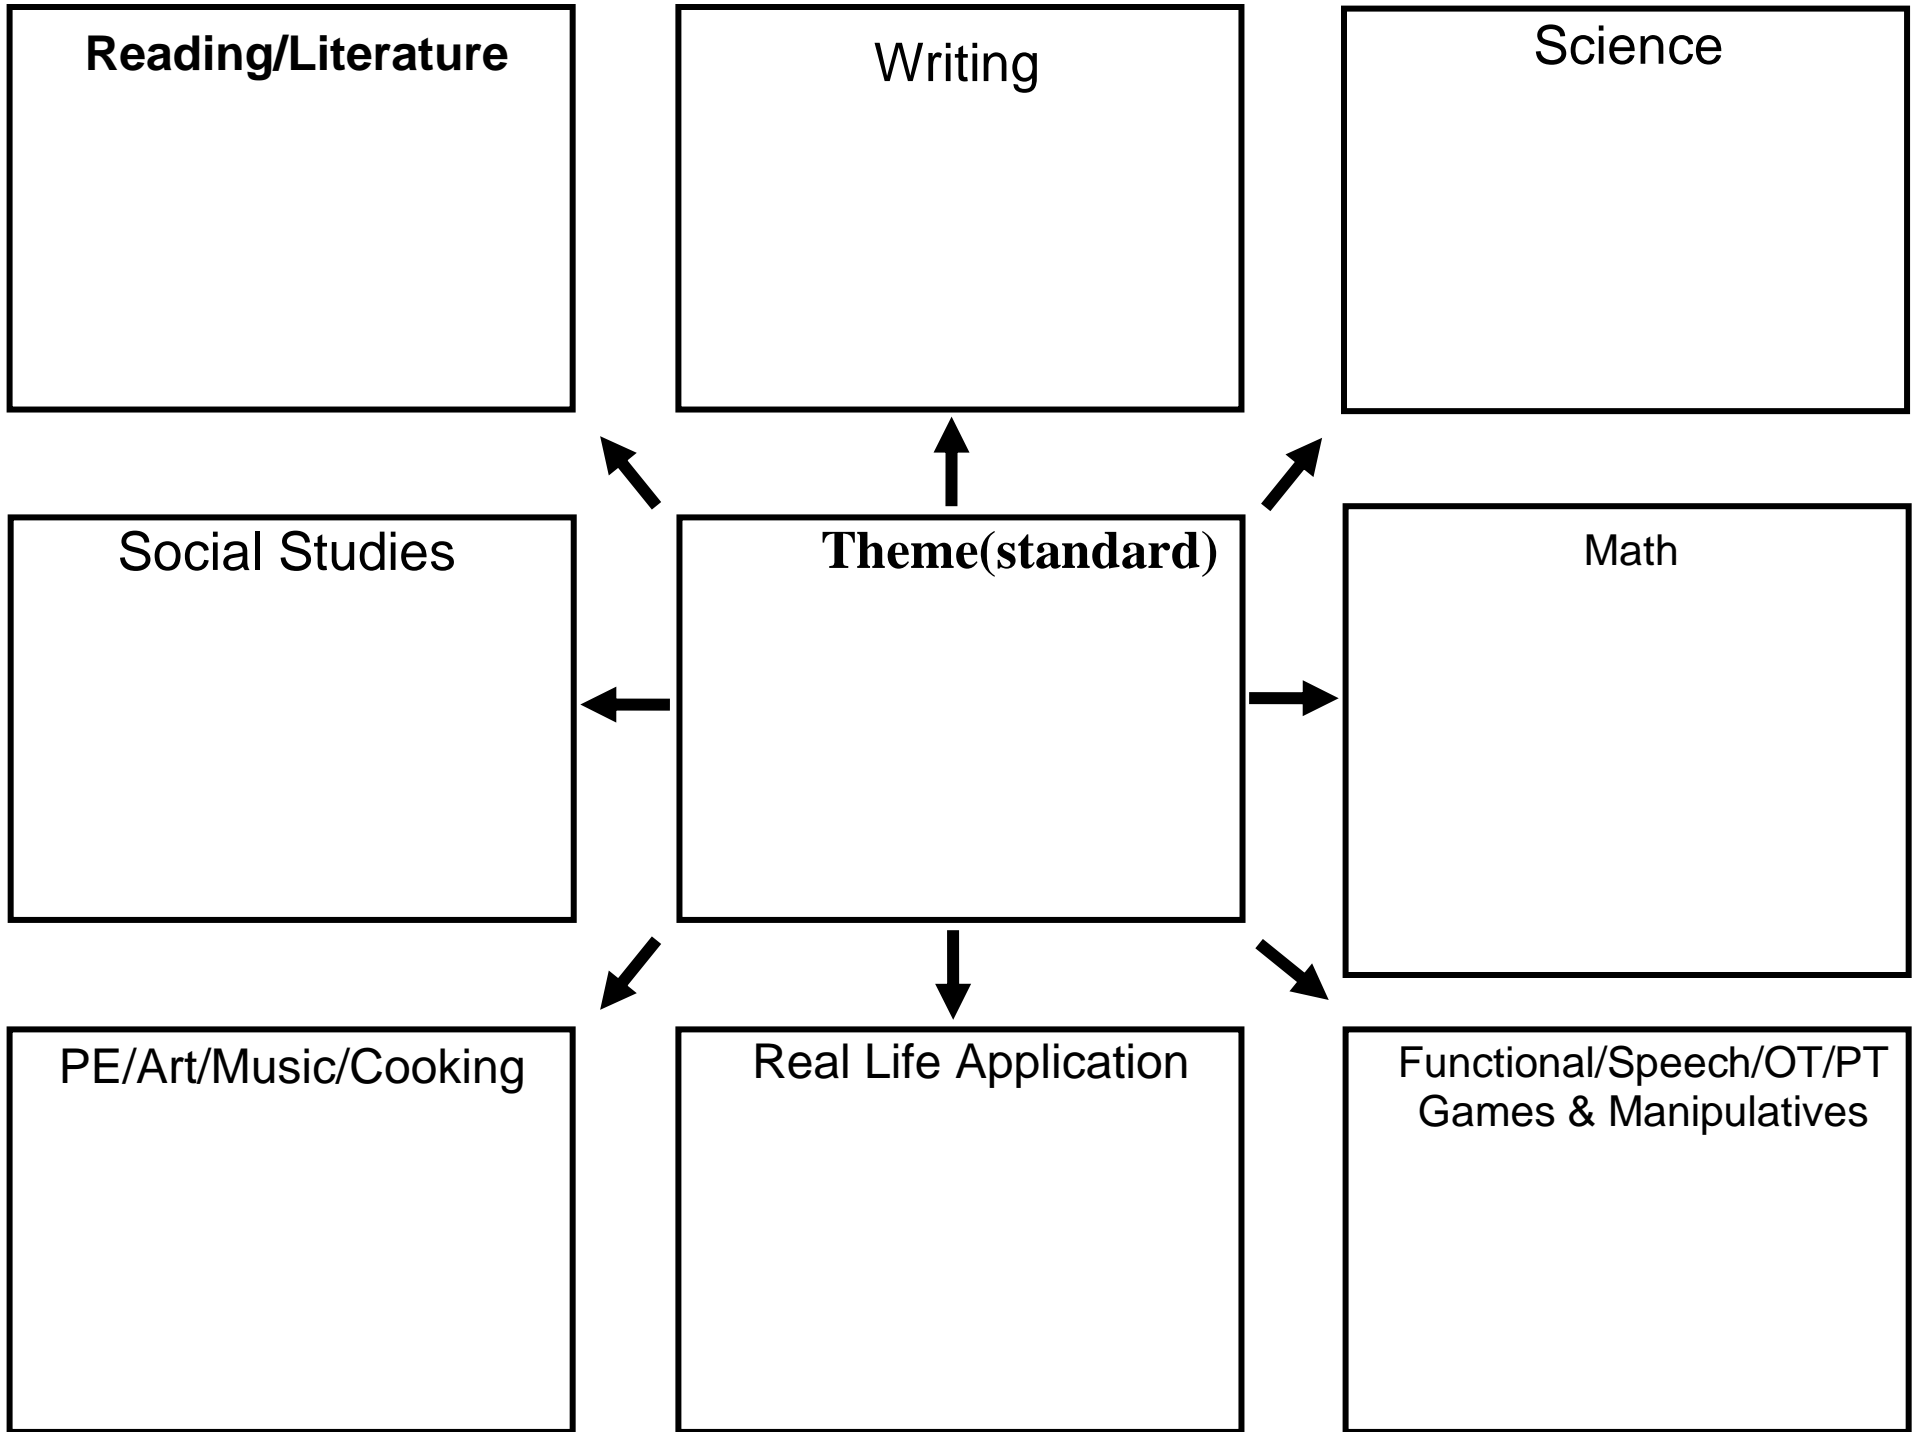 Reading/Literature
Writing
Science
Social Studies
Theme(standard)
Math
PE/Art/Music/Cooking
Real Life Application
Functional/Speech/OT/PT
Games & Manipulatives